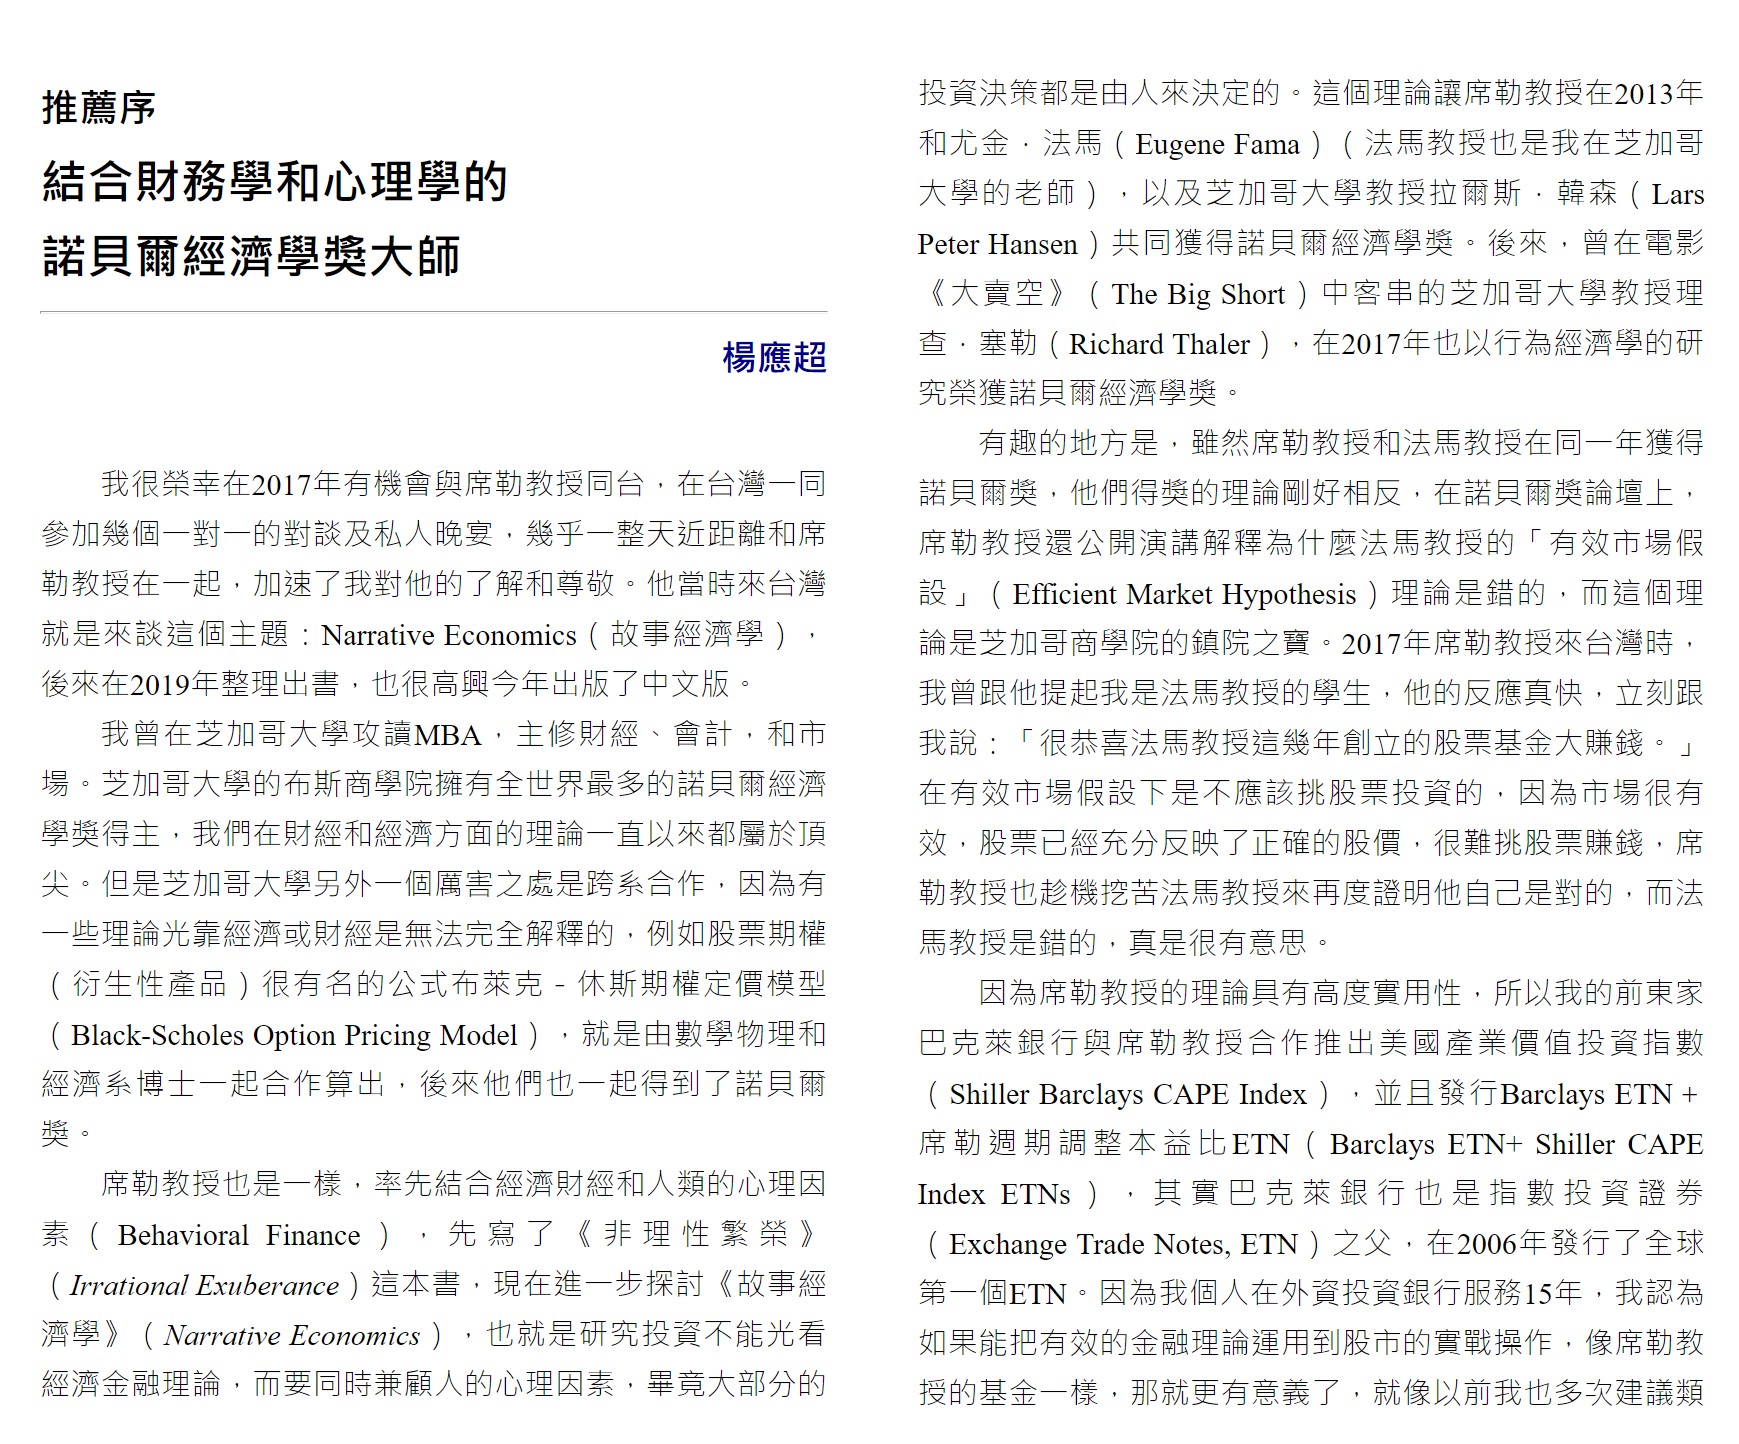 推薦序
結合財務學和心理學的
諾貝爾經濟學獎大師
楊應超
我很榮幸在2017年有機會與席勒教授同台，在台灣一同
參加幾個一對一的對談及私人晚宴，幾乎一整天近距離和席
勒教授在一起，加速了我對他的了解和尊敬。他當時來台灣
就是來談這個主題：Narrative Economics（故事經濟學），
後來在2019年整理出書，也很高興今年出版了中文版。
我曾在芝加哥大學攻讀MBA，主修財經、會計，和市
場。芝加哥大學的布斯商學院擁有全世界最多的諾貝爾經濟
學獎得主，我們在財經和經濟方面的理論一直以來都屬於頂
尖。但是芝加哥大學另外一個厲害之處是跨系合作，因為有
一些理論光靠經濟或財經是無法完全解釋的，例如股票期權
（衍生性產品）很有名的公式布萊克－休斯期權定價模型
（Black-Scholes Option Pricing Model），就是由數學物理和
經濟系博士一起合作算出，後來他們也一起得到了諾貝爾
獎。
席勒教授也是一樣，率先結合經濟財經和人類的心理因
素（Behavioral Finance），先寫了《非理性繁榮》
（Irrational Exuberance）這本書，現在進一步探討《故事經
濟學》（Narrative Economics），也就是研究投資不能光看
經濟金融理論，而要同時兼顧人的心理因素，畢竟大部分的
投資決策都是由人來決定的。這個理論讓席勒教授在2013年
和尤金．法馬（Eugene Fama）（法馬教授也是我在芝加哥
大學的老師），以及芝加哥大學教授拉爾斯．韓森（Lars
Peter Hansen）共同獲得諾貝爾經濟學獎。後來，曾在電影
《大賣空》（The Big Short）中客串的芝加哥大學教授理
查．塞勒（Richard Thaler），在2017年也以行為經濟學的研
究榮獲諾貝爾經濟學獎。
有趣的地方是，雖然席勒教授和法馬教授在同一年獲得
諾貝爾獎，他們得獎的理論剛好相反，在諾貝爾獎論壇上，
席勒教授還公開演講解釋為什麼法馬教授的「有效市場假
設」（Efficient Market Hypothesis）理論是錯的，而這個理
論是芝加哥商學院的鎮院之寶。2017年席勒教授來台灣時，
我曾跟他提起我是法馬教授的學生，他的反應真快，立刻跟
我說：「很恭喜法馬教授這幾年創立的股票基金大賺錢。」
在有效市場假設下是不應該挑股票投資的，因為市場很有
效，股票已經充分反映了正確的股價，很難挑股票賺錢，席
勒教授也趁機挖苦法馬教授來再度證明他自己是對的，而法
馬教授是錯的，真是很有意思。
因為席勒教授的理論具有高度實用性，所以我的前東家
巴克萊銀行與席勒教授合作推出美國產業價值投資指數
（Shiller Barclays CAPE Index），並且發行Barclays ETN +
席勒週期調整本益比ETN（Barclays ETN+ Shiller CAPE
Index ETNs），其實巴克萊銀行也是指數投資證券
（Exchange Trade Notes, ETN）之父，在2006年發行了全球
第一個ETN。因為我個人在外資投資銀行服務15年，我認為
如果能把有效的金融理論運用到股市的實戰操作，像席勒教
授的基金一樣，那就更有意義了，就像以前我也多次建議類